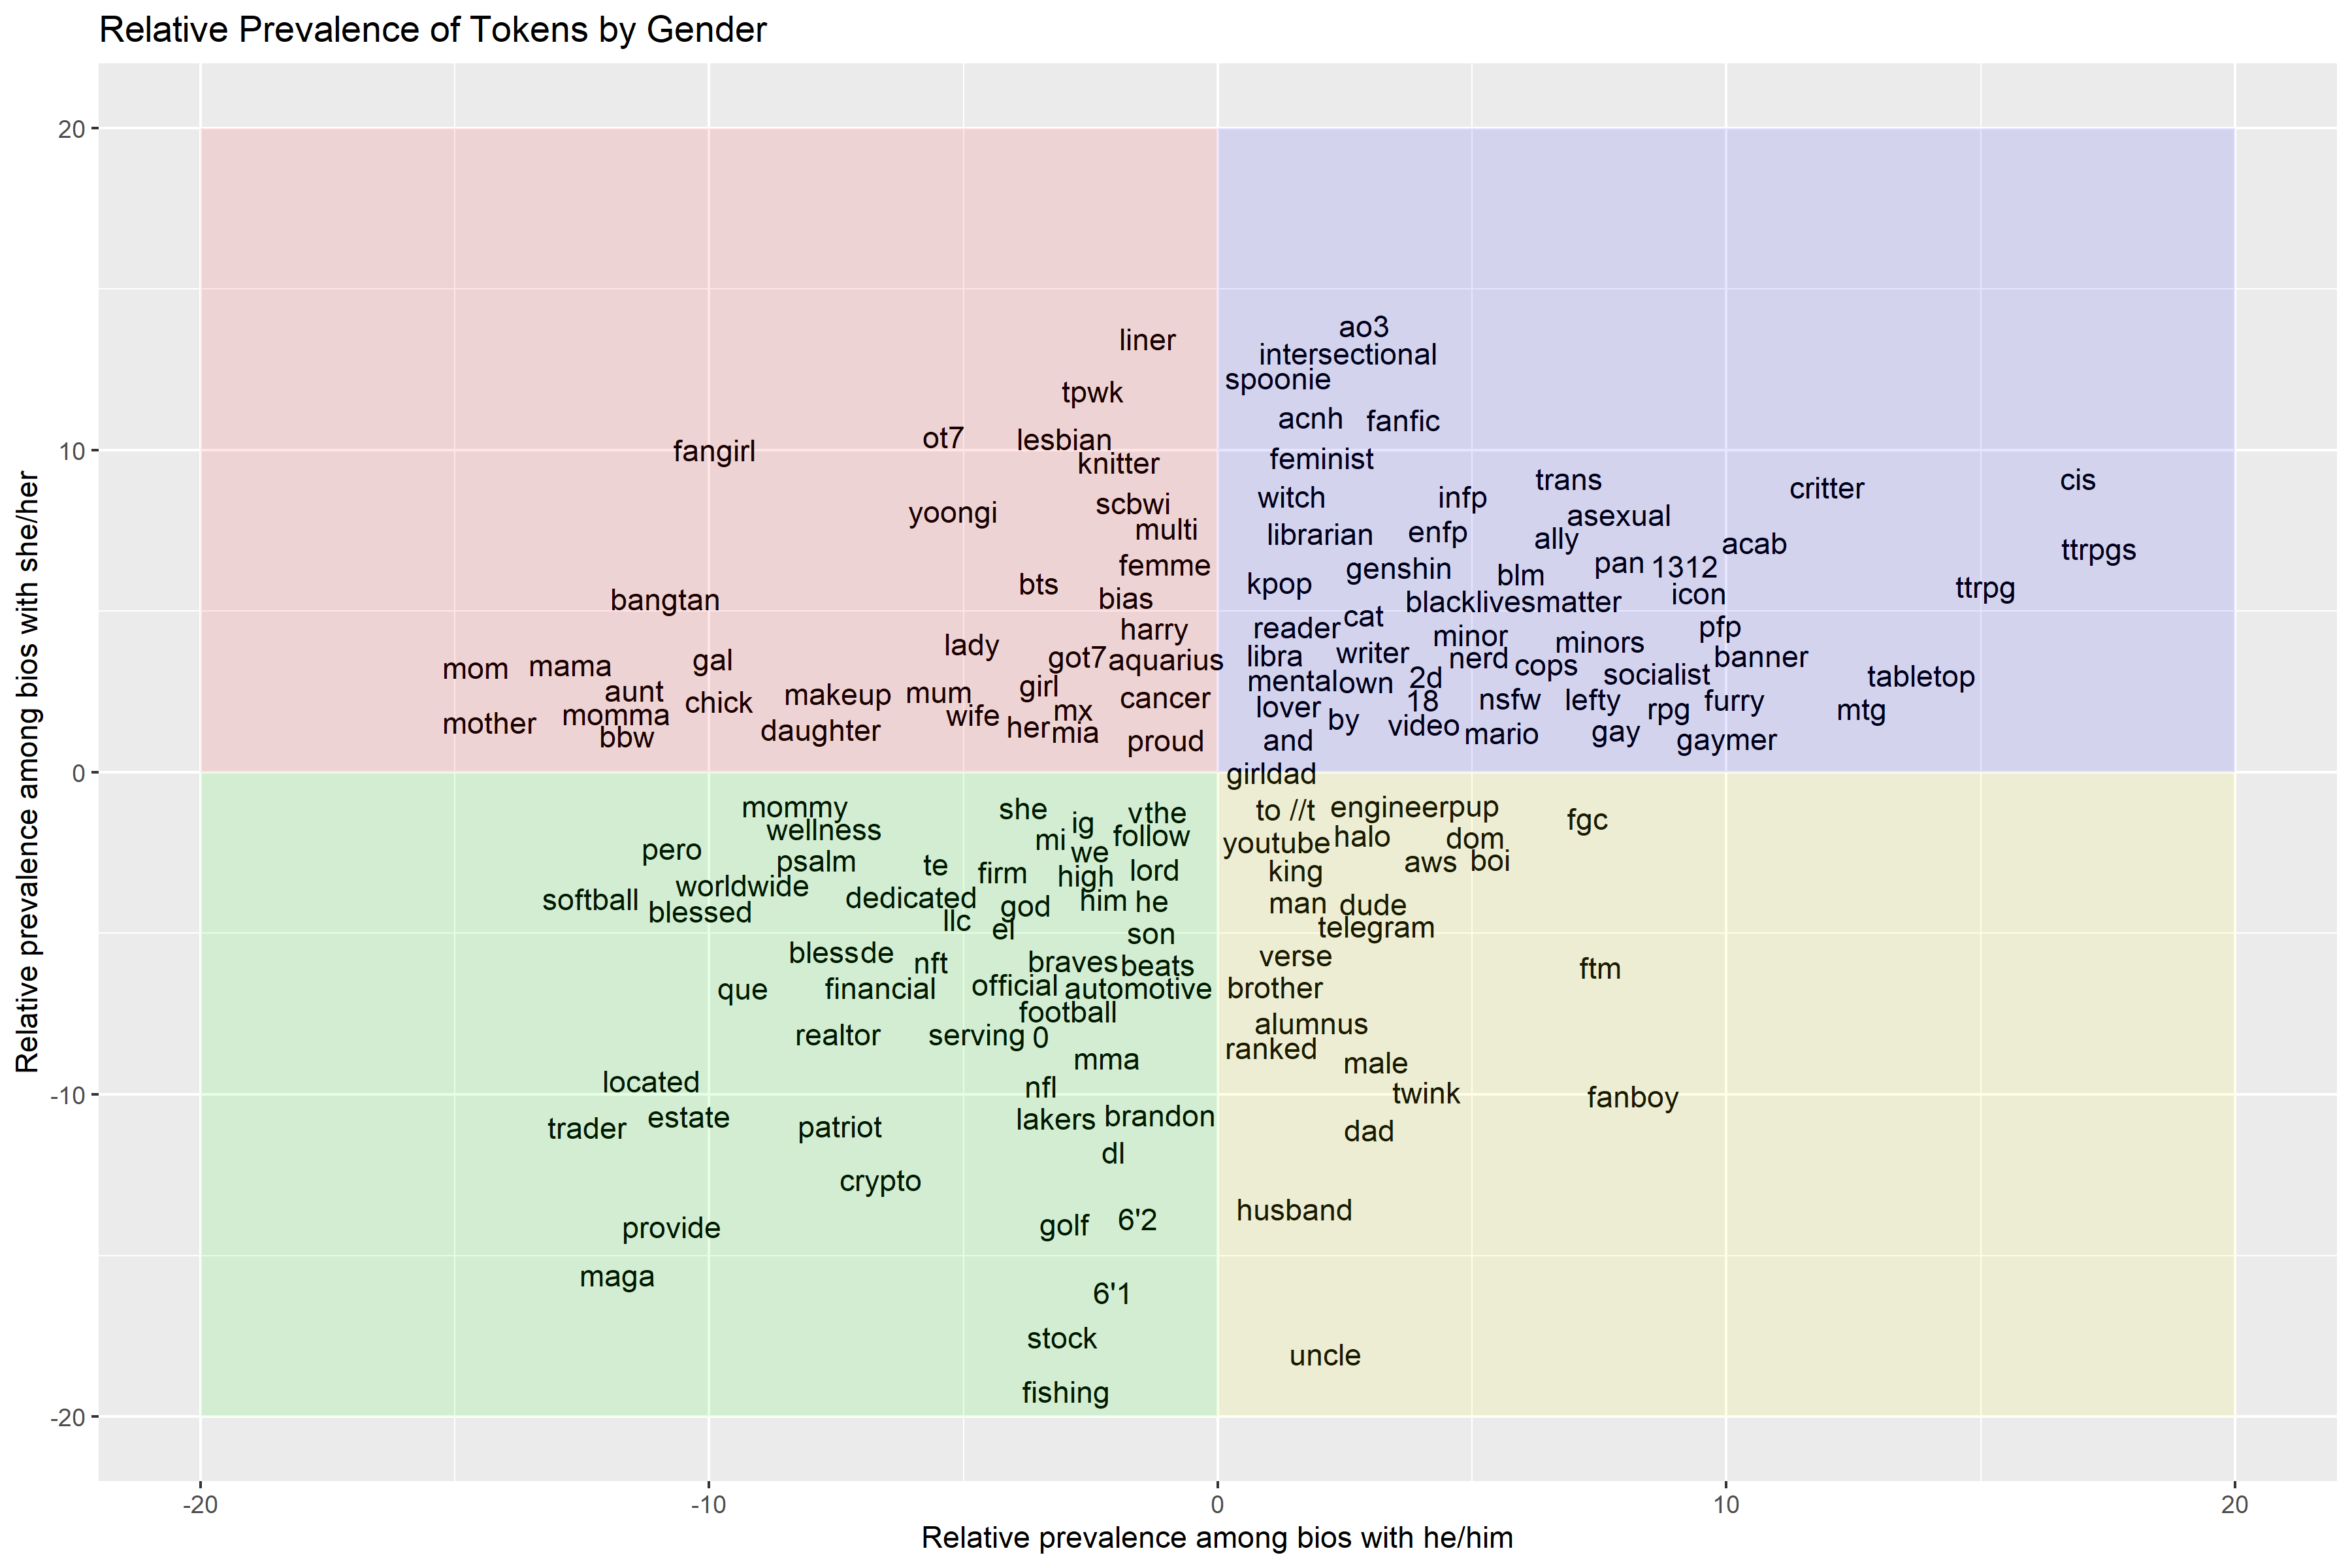 Relative Prevalence of Tokens by Gender
Relative prevalence among bios with she/her
20
10
0
-10
-20
liner
tpwk
ot7
lesbian
fangirl
knitter
scbwi
yoongi
multi
femme
bts
bias
bangtan
harry
lady
got7
aquarius
mom
mama
gal
aunt
girl
chick
makeup
mum
cancer
mother
momma
wife
mx
her
mia
bbw
daughter
proud
ao3
intersectional
spoonie
acnh
fanfic
feminist
trans
cis
critter
witch
infp
asexual
librarian
enfp
ally
acab
ttrpgs
genshin
pan
1312
kpop
blm
ttrpg
icon
blacklivesmatter
cat
reader
minor
pfp
minors
libra
writer
nerd
cops
banner
socialist
tabletop
mental
own
2d
18
nsfw
lefty
furry
lover
rpg
mtg
by
video
mario
gay
gaymer
and
girldad
mommy
she
ig
v
the
wellness
mi
follow
pero
psalm
te
we
firm
high
lord
worldwide
softball
blessed
dedicated
god
him
he
llc
el
son
bless
de
nft
braves
beats
que
financial
official
automotive
football
realtor
serving
0
mma
located
nfl
trader
estate
patriot
lakers
brandon
dl
crypto
provide
golf
6'2
maga
6'1
stock
fishing
to
//t
engineer
pup
fgc
youtube
halo
dom
king
aws
boi
man
dude
telegram
verse
ftm
brother
alumnus
ranked
male
twink
fanboy
dad
husband
uncle
-20
-10
0
10
20
Relative prevalence among bios with he/him